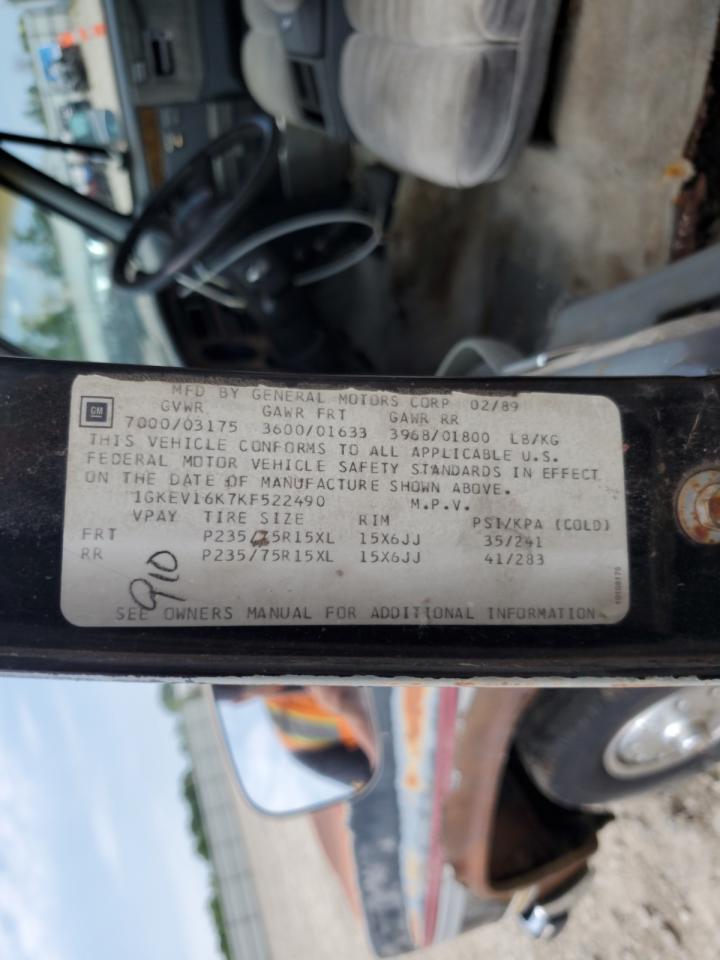 MFD BY GENERAL MOTORS CORP 02/89
GM
GVWR GAWR FRT GAWR RR
7000/03175 3600/01633 3968/01800 LB/KG
THIS VEHICLE CONFORMS TO ALL APPLICABLE U.S.
FEDERAL MOTOR VEHICLE SAFETY STANDARDS IN EFFECT
ON THE DATE OF MANUFACTURE SHOWN ABOVE.
1GKEV16K7KF522490 M.P.V.
VPAY TIRE SIZE RIM PSI/KPA (COLD)
FRT P235/75R15XL 15X6JJ 35/241
RR P235/75R15XL 15X6JJ 41/283
910
SEE OWNERS MANUAL FOR ADDITIONAL INFORMATION